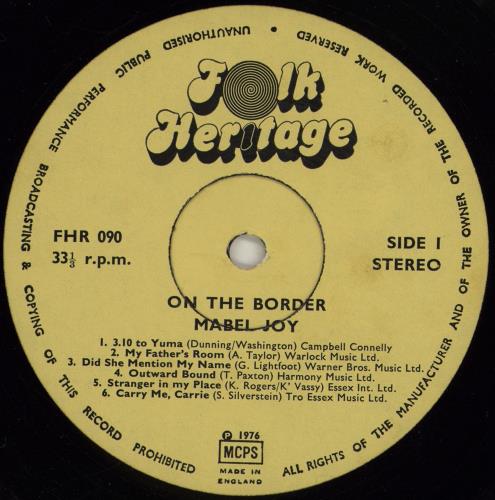 Folk
Heritage
FHR 090
33⅓ r.p.m.
SIDE 1
STEREO
ON THE BORDER
MABEL JOY
1. 3.10 to Yuma (Dunning/Washington) Campbell Connelly
2. My Father's Room (A. Taylor) Warlock Music Ltd.
3. Did She Mention My Name (G. Lightfoot) Warner Bros. Music Ltd.
4. Outward Bound (T. Paxton) Harmony Music Ltd.
5. Stranger in my Place (K. Rogers/K' Vassy) Essex Int. Ltd.
6. Carry Me, Carrie (S. Silverstein) Tro Essex Music Ltd.
℗ 1976
MCPS
MADE IN
ENGLAND
ALL RIGHTS OF THE MANUFACTURER AND OF THE OWNER OF THE RECORDED WORK RESERVED • UNAUTHORISED PUBLIC PERFORMANCE BROADCASTING & COPYING OF THIS RECORD PROHIBITED